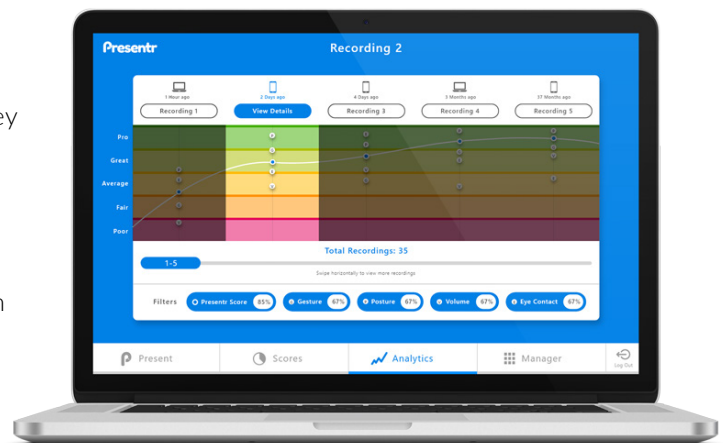 ey
n
Presentr
Recording 2
1 Hour ago 2 Days ago 4 Days ago 3 Months ago 17 Months ago
Recording 1 View Details Recording 3 Recording 4 Recording 5
Pro
Great
Average
Fair
Poor
Total Recordings: 35
1-5
Swipe horizontally to view more recordings
Filters Presentr Score 85% Gesture 67% Posture 67% Volume 67% Eye Contact 67%
Present Scores Analytics Manager Log Out